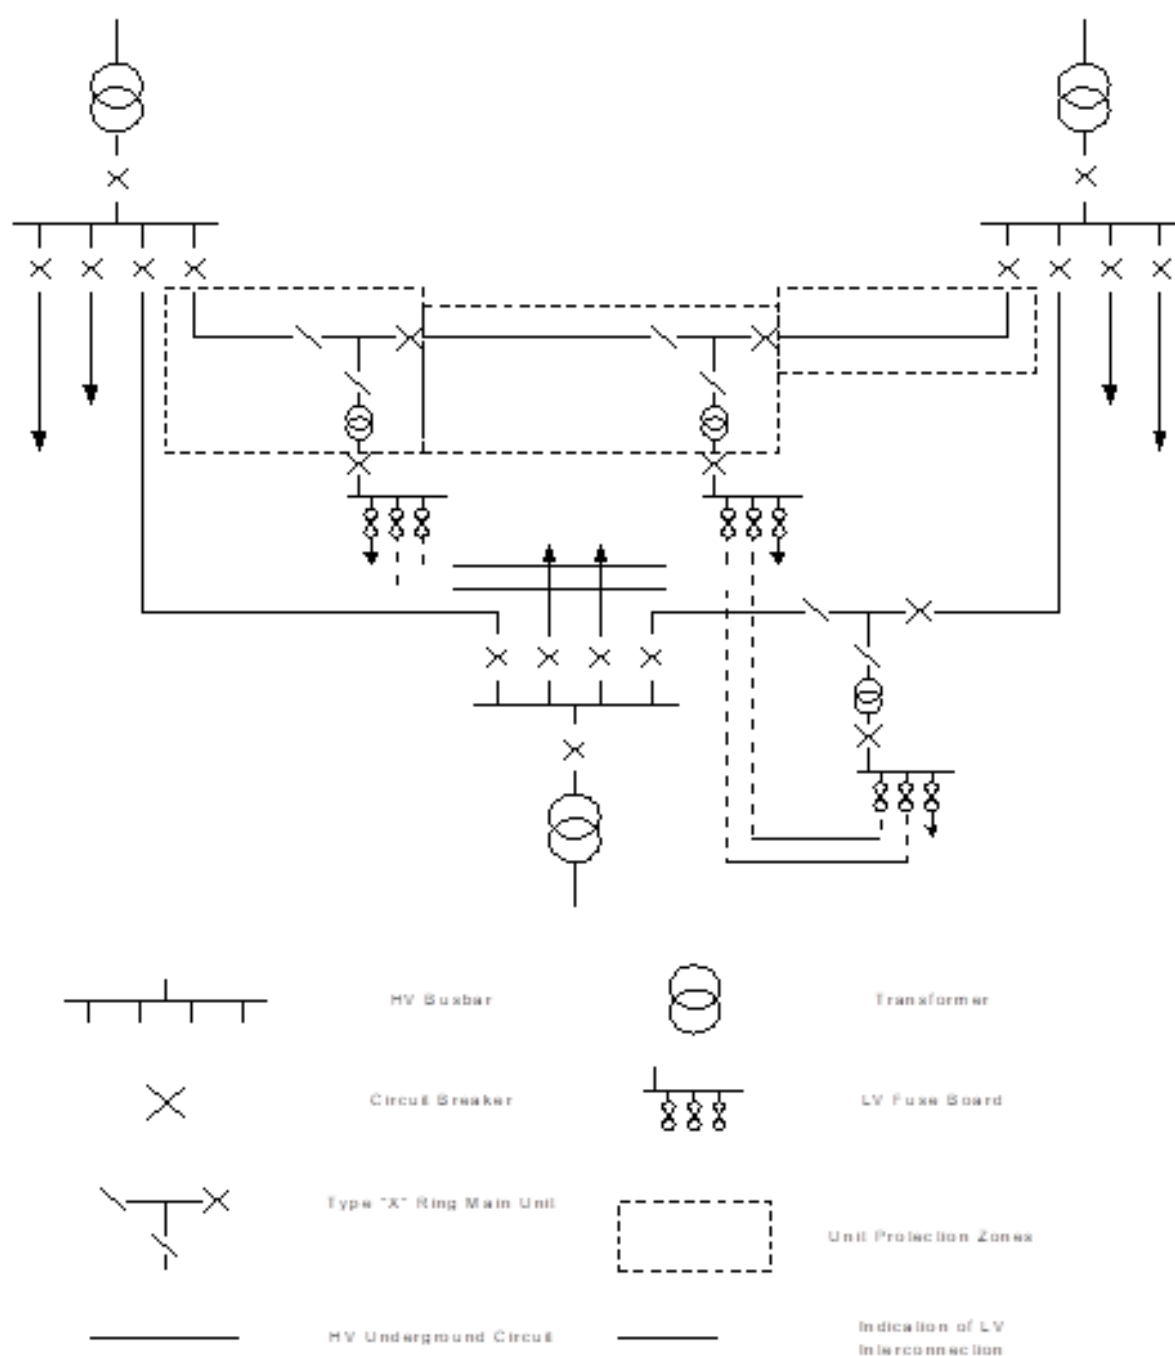 HV Busbar
Transformer
Circuit Breaker
LV Fuse Board
Type "X" Ring Main Unit
Unit Protection Zones
HV Underground Circuit
Indication of LV
Interconnection